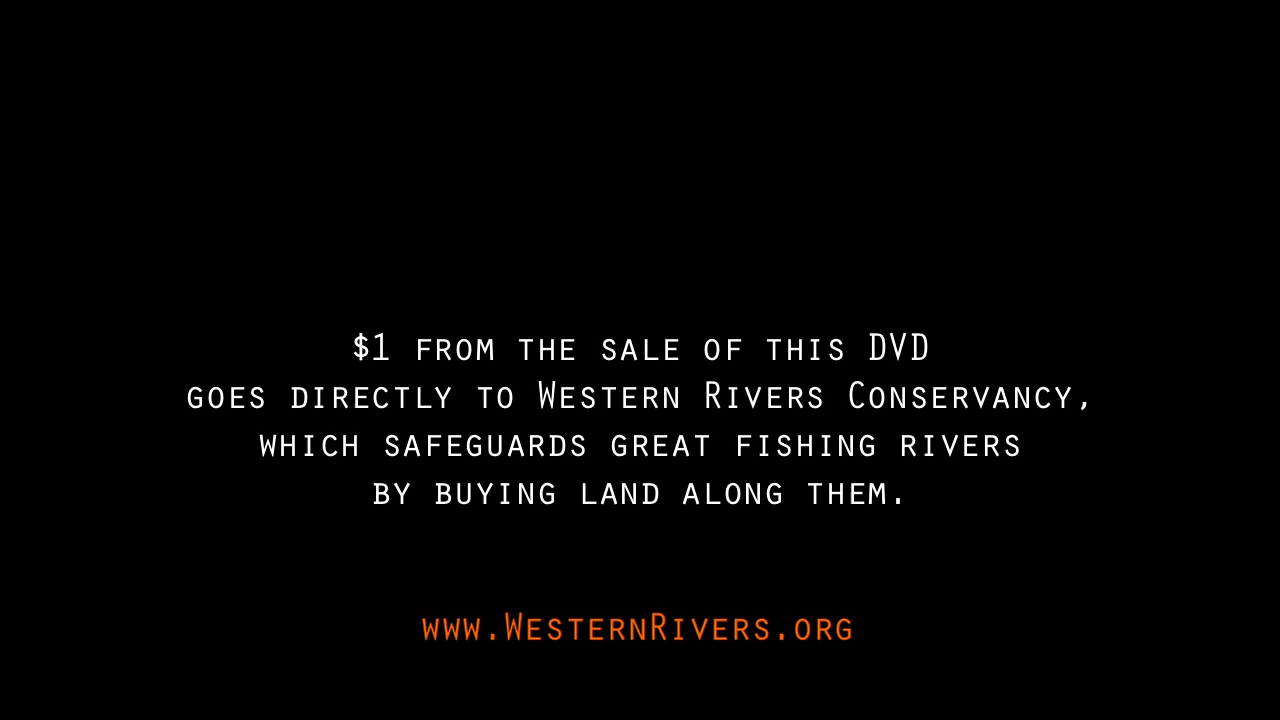 $1 from the sale of this DVD
goes directly to Western Rivers Conservancy,
which safeguards great fishing rivers
by buying land along them.
www.WesternRivers.org